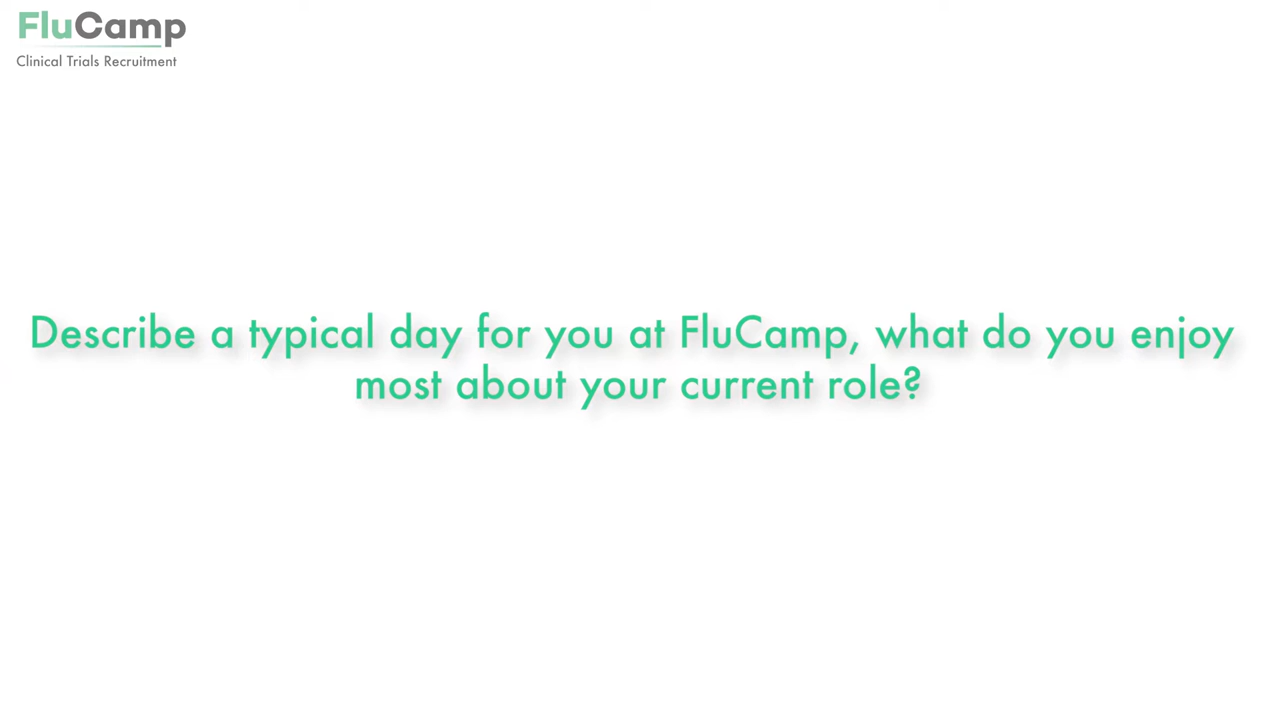 FluCamp
Clinical Trials Recruitment
Describe a typical day for you at FluCamp, what do you enjoy
most about your current role?